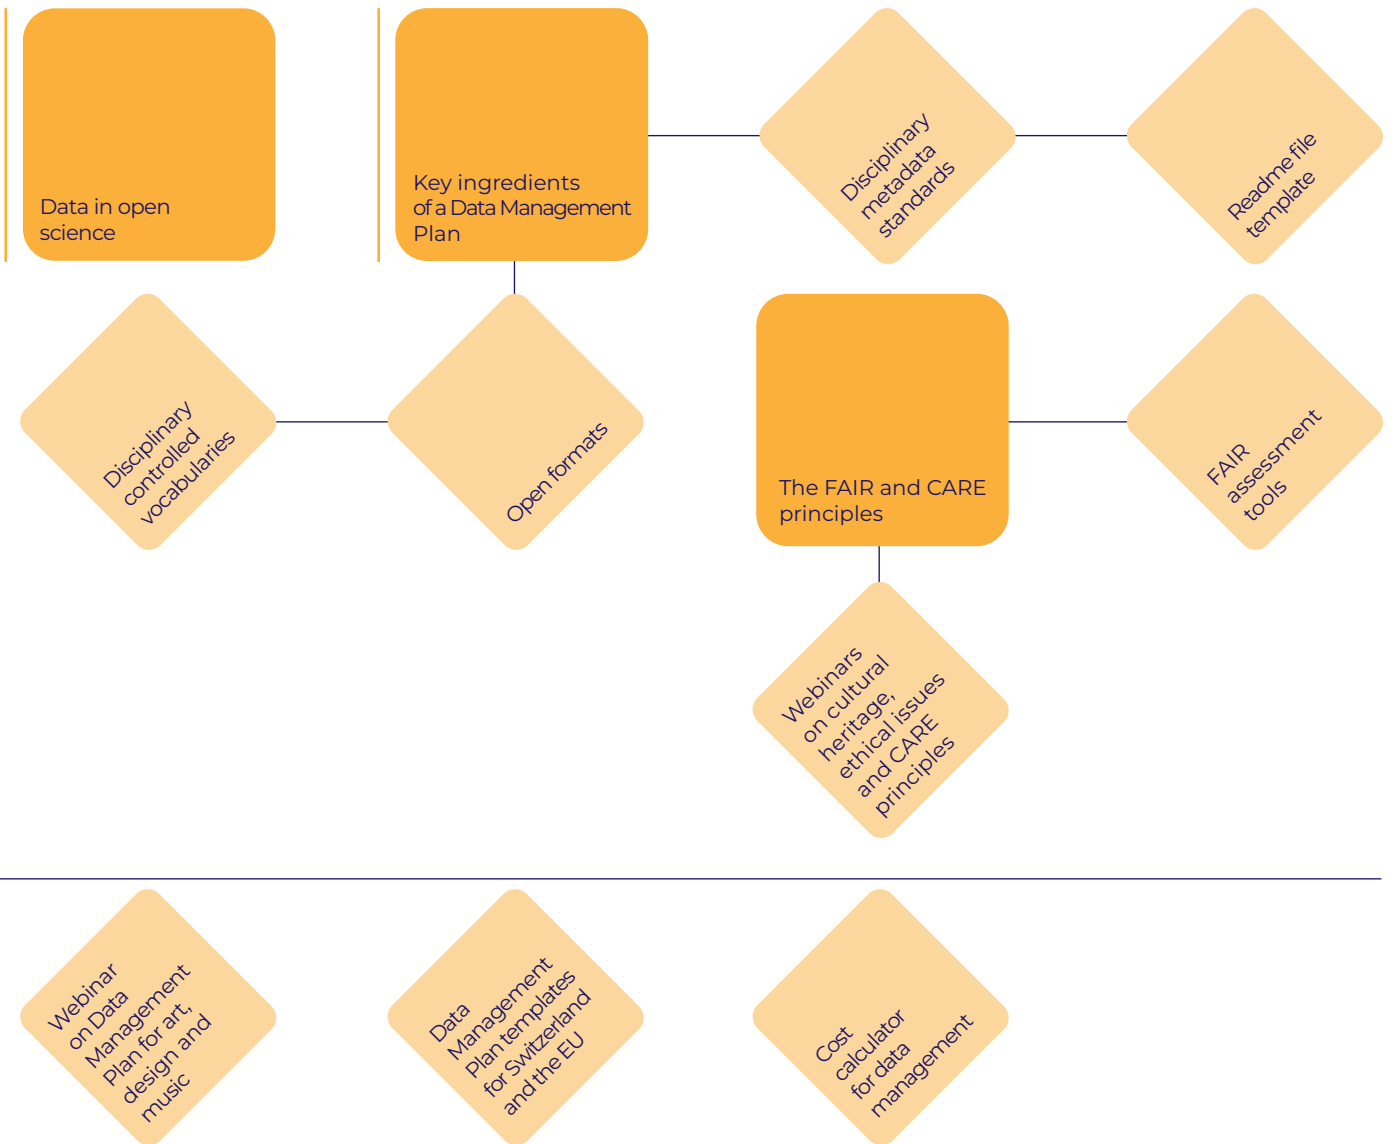 Data in open
science
Key ingredients
of a Data Management
Plan
Disciplinary
metadata
standards
Readme file
template
Disciplinary
controlled
vocabularies
Open formats
The FAIR and CARE
principles
FAIR
assessment
tools
Webinars
on cultural
heritage,
ethical issues
and CARE
principles
Webinar
on Data
Management
Plan for art,
design and
music
Data
Management
Plan templates
for Switzerland
and the EU
Cost
calculator
for data
management